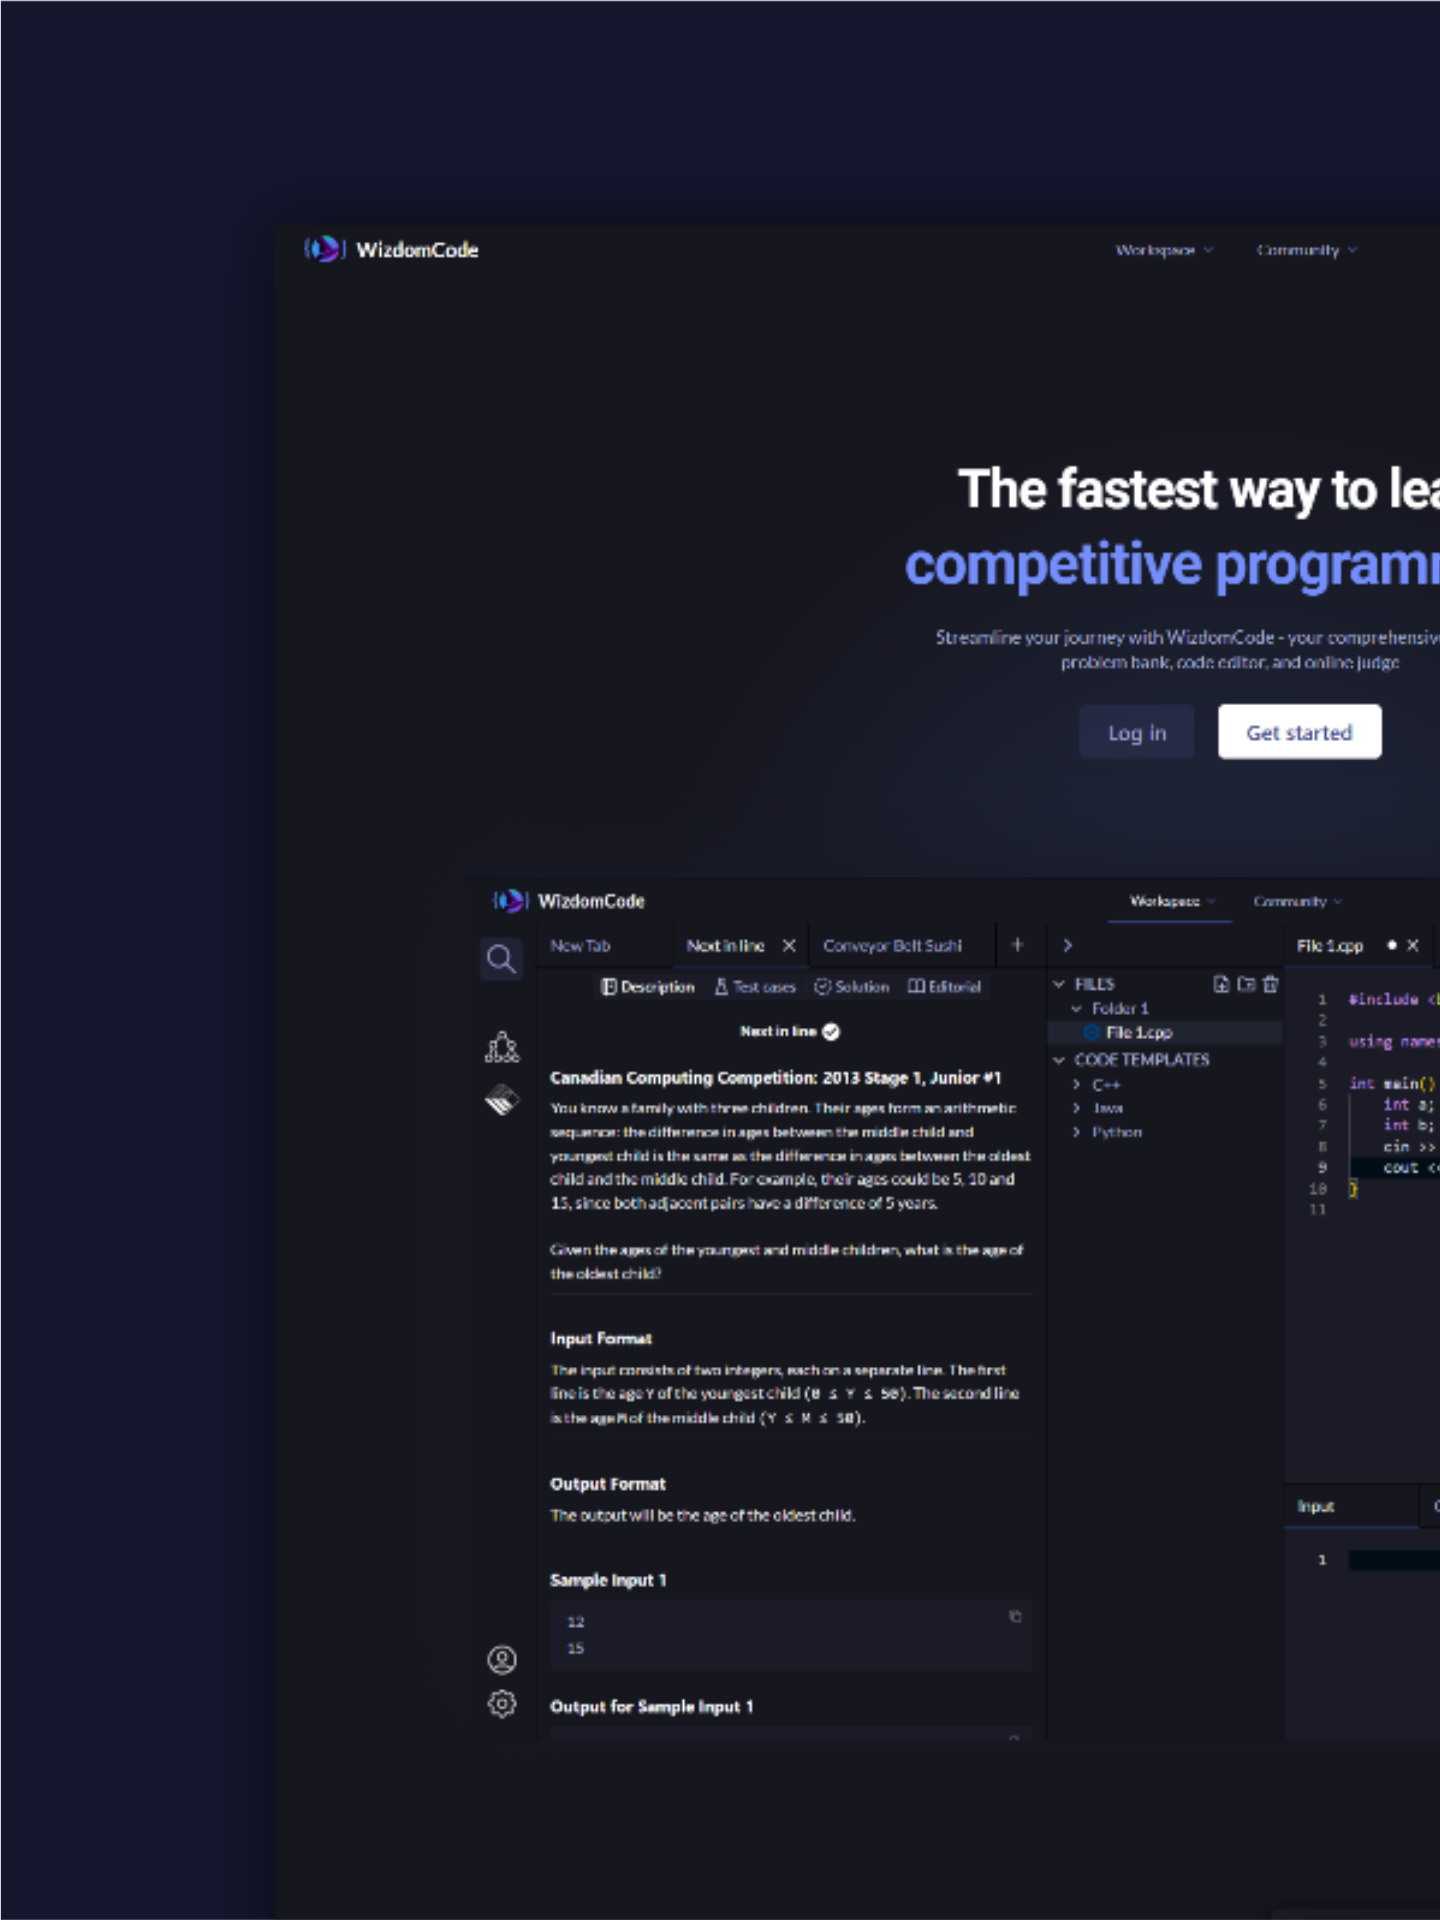 WizdomCode
Workspace
Community
The fastest way to lea
competitive program
Streamline your journey with WizdomCode - your comprehensive
problem bank, code editor, and online judge
Log in
Get started
WizdomCode
Workspace
Community
New Tab
Next in line
Conveyor Belt Sushi
+
Description
Test cases
Solution
Editorial
Next in line
Canadian Computing Competition: 2013 Stage 1, Junior #1
You know a family with three children. Their ages form an arithmetic
sequence: the difference in ages between the middle child and
youngest child is the same as the difference in ages between the oldest
child and the middle child. For example, their ages could be 5, 10 and
15, since both adjacent pairs have a difference of 5 years.
Given the ages of the youngest and middle children, what is the age of
the oldest child?
Input Format
The input consists of two integers, each on a separate line. The first
line is the age Y of the youngest child (0 ≤ Y ≤ 50). The second line
is the age M of the middle child (Y ≤ M ≤ 50).
Output Format
The output will be the age of the oldest child.
Sample Input 1
12
15
Output for Sample Input 1
FILES
Folder 1
File 1.cpp
CODE TEMPLATES
C++
Java
Python
File 1.cpp
1 #include <b
2
3 using names
4
5 int main()
6 int a;
7 int b;
8 cin >>
9 cout <<
10 }
11
Input
1